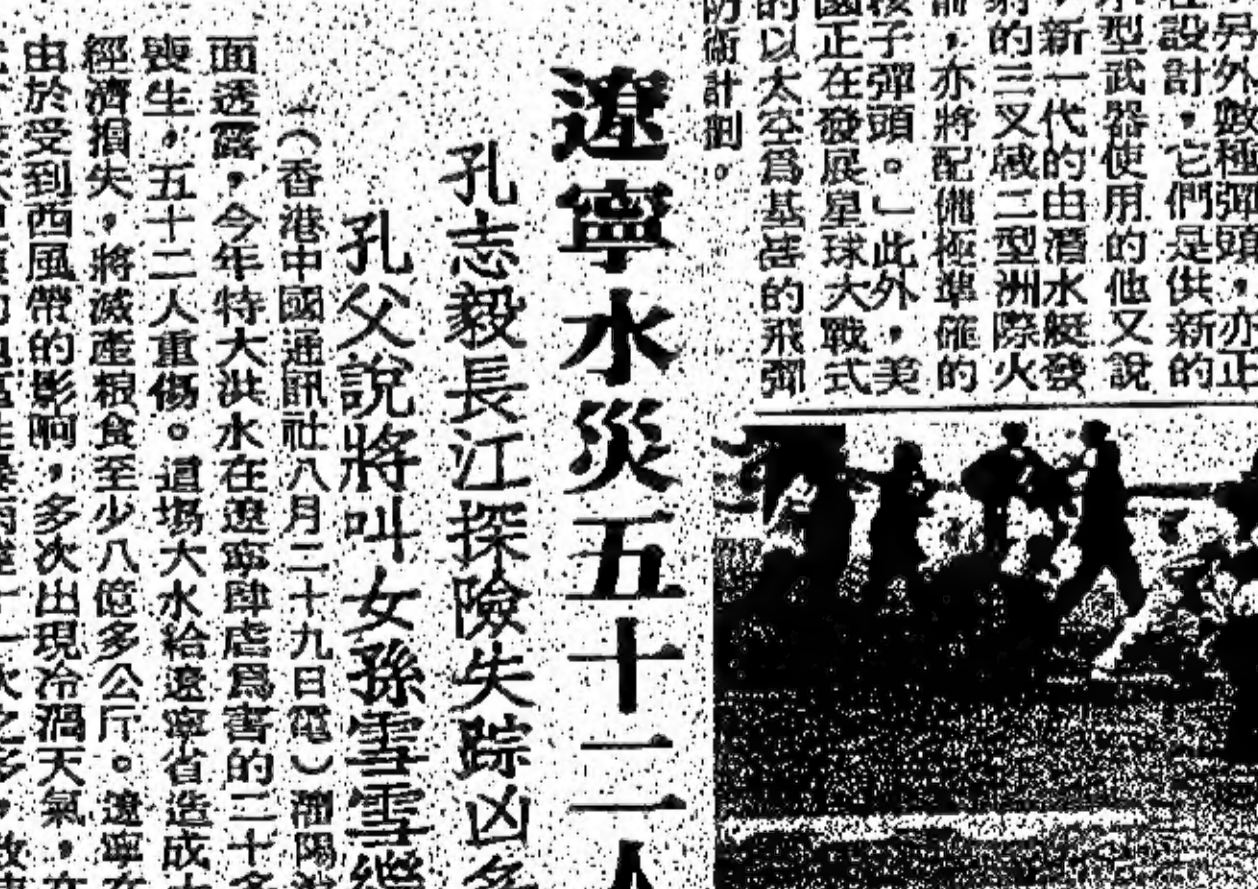 另外數種彈頭，亦正
在設計，它們是供新的
型武器使用的他又說
，新一代的由潛水艇發
射的三叉戟二型洲際火
箭，亦將配備極準確的
核子彈頭。」此外，美
國正在發展星球大戰式
的以太空爲基的飛彈
防衛計劃。
遼寧水災五十二人
孔志毅長江探險失踪凶多
孔父說將叫女孫雪雪繼
（香港中國通訊社八月二十九日電）瀋陽
面透露，今年特大洪水在遼寧肆虐爲害的二十多
喪生，五十二人重傷。這場大水給遼寧省造成
經濟損失，將減產粮食至少八億多公斤。遼寧
由於受到西風帶的影响，多次出現冷渦天氣，